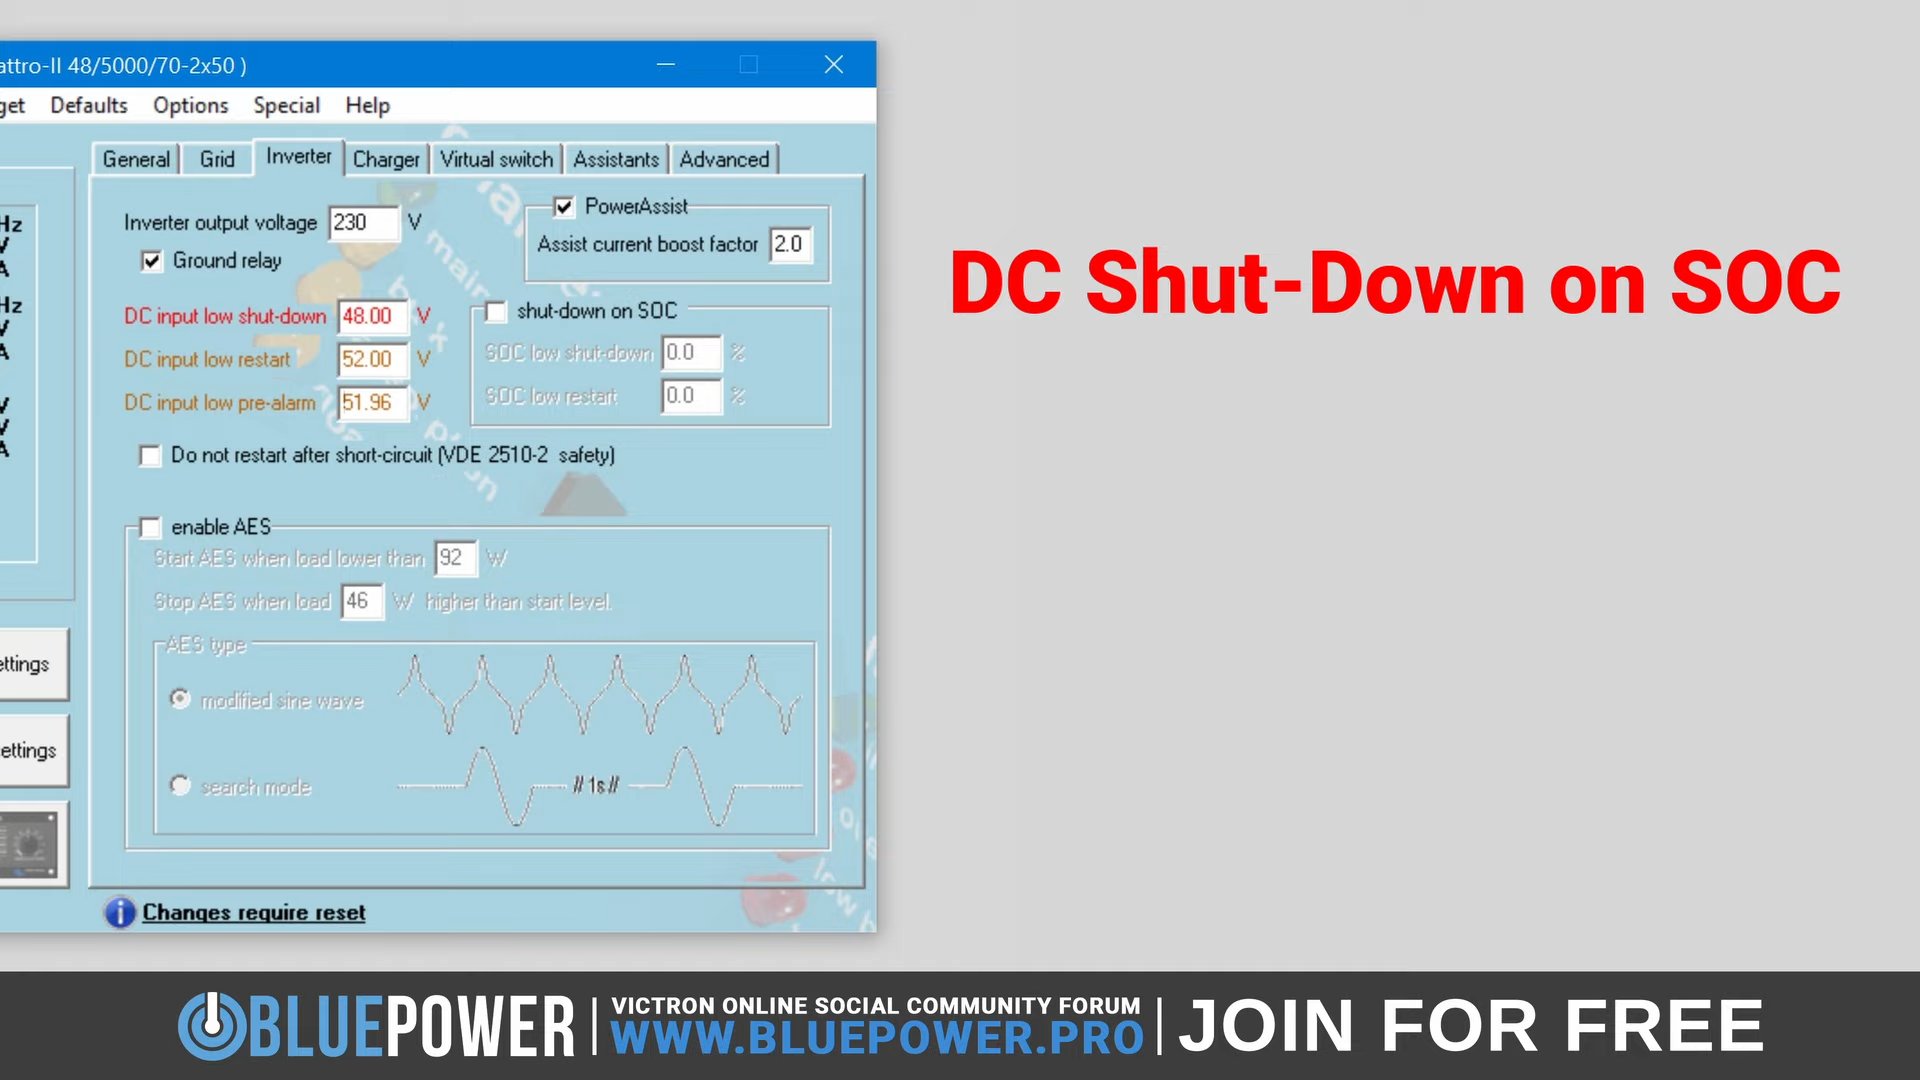 attro-II 48/5000/70-2x50 )
get Defaults Options Special Help
General Grid Inverter Charger Virtual switch Assistants Advanced
Inverter output voltage 230 V
Ground relay
PowerAssist
Assist current boost factor 2.0
DC input low shut-down 48.00 V
DC input low restart 52.00 V
DC input low pre-alarm 51.96 V
shut-down on SOC
SOC low shut-down 0.0 %
SOC low restart 0.0 %
Do not restart after short-circuit (VDE 2510-2 safety)
enable AES
Start AES when load lower than 92 W
Stop AES when load 46 W higher than start level.
AES type
modified sine wave
search mode
// 1s //
Hz
V
A
Hz
V
A
V
V
A
ettings
ettings
Changes require reset
DC Shut-Down on SOC
BLUEPOWER
VICTRON ONLINE SOCIAL COMMUNITY FORUM
WWW.BLUEPOWER.PRO
JOIN FOR FREE